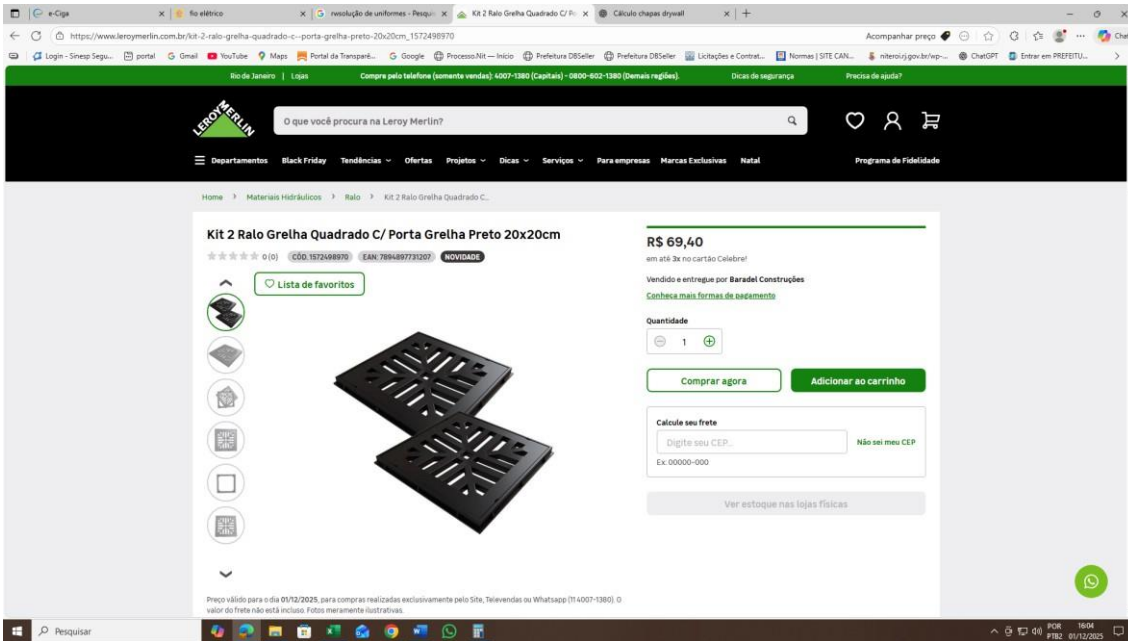 e-Ciga
fio elétrico
rwsolução de uniformes - Pesqui
Kit 2 Ralo Grelha Quadrado C/ Po
Cálculo chapas drywall
https://www.leroymerlin.com.br/kit-2-ralo-grelha-quadrado-c--porta-grelha-preto-20x20cm_1572498970
Acompanhar preço
Chat
Login - Sinesp Segu...
portal
Gmail
YouTube
Maps
Portal da Transparê...
Google
Processo.Nit — Início
Prefeitura DBSeller
Prefeitura DBSeller
Licitações e Contrat...
Normas | SITE CAN...
niteroi.rj.gov.br/wp-...
ChatGPT
Entrar em PREFEITU...
Rio de Janeiro | Lojas
Compre pelo telefone (somente vendas): 4007-1380 (Capitais) - 0800-602-1380 (Demais regiões).
Dicas de segurança
Precisa de ajuda?
LEROY MERLIN
O que você procura na Leroy Merlin?
Departamentos
Black Friday
Tendências
Ofertas
Projetos
Dicas
Serviços
Para empresas
Marcas Exclusivas
Natal
Programa de Fidelidade
Home > Materiais Hidráulicos > Ralo > Kit 2 Ralo Grelha Quadrado C...
Kit 2 Ralo Grelha Quadrado C/ Porta Grelha Preto 20x20cm
0 (0) CÓD. 1572498970 EAN: 7894897731207 NOVIDADE
Lista de favoritos
R$ 69,40
em até 3x no cartão Celebre!
Vendido e entregue por Baradel Construções
Conheça mais formas de pagamento
Quantidade
1
Comprar agora
Adicionar ao carrinho
Calcule seu frete
Digite seu CEP...
Não sei meu CEP
Ex: 00000-000
Ver estoque nas lojas físicas
Preço válido para o dia 01/12/2025, para compras realizadas exclusivamente pelo Site, Televendas ou Whatsapp (11 4007-1380). O
valor do frete não está incluso. Fotos meramente ilustrativas.
Pesquisar
POR
PTB2
16:04
01/12/2025